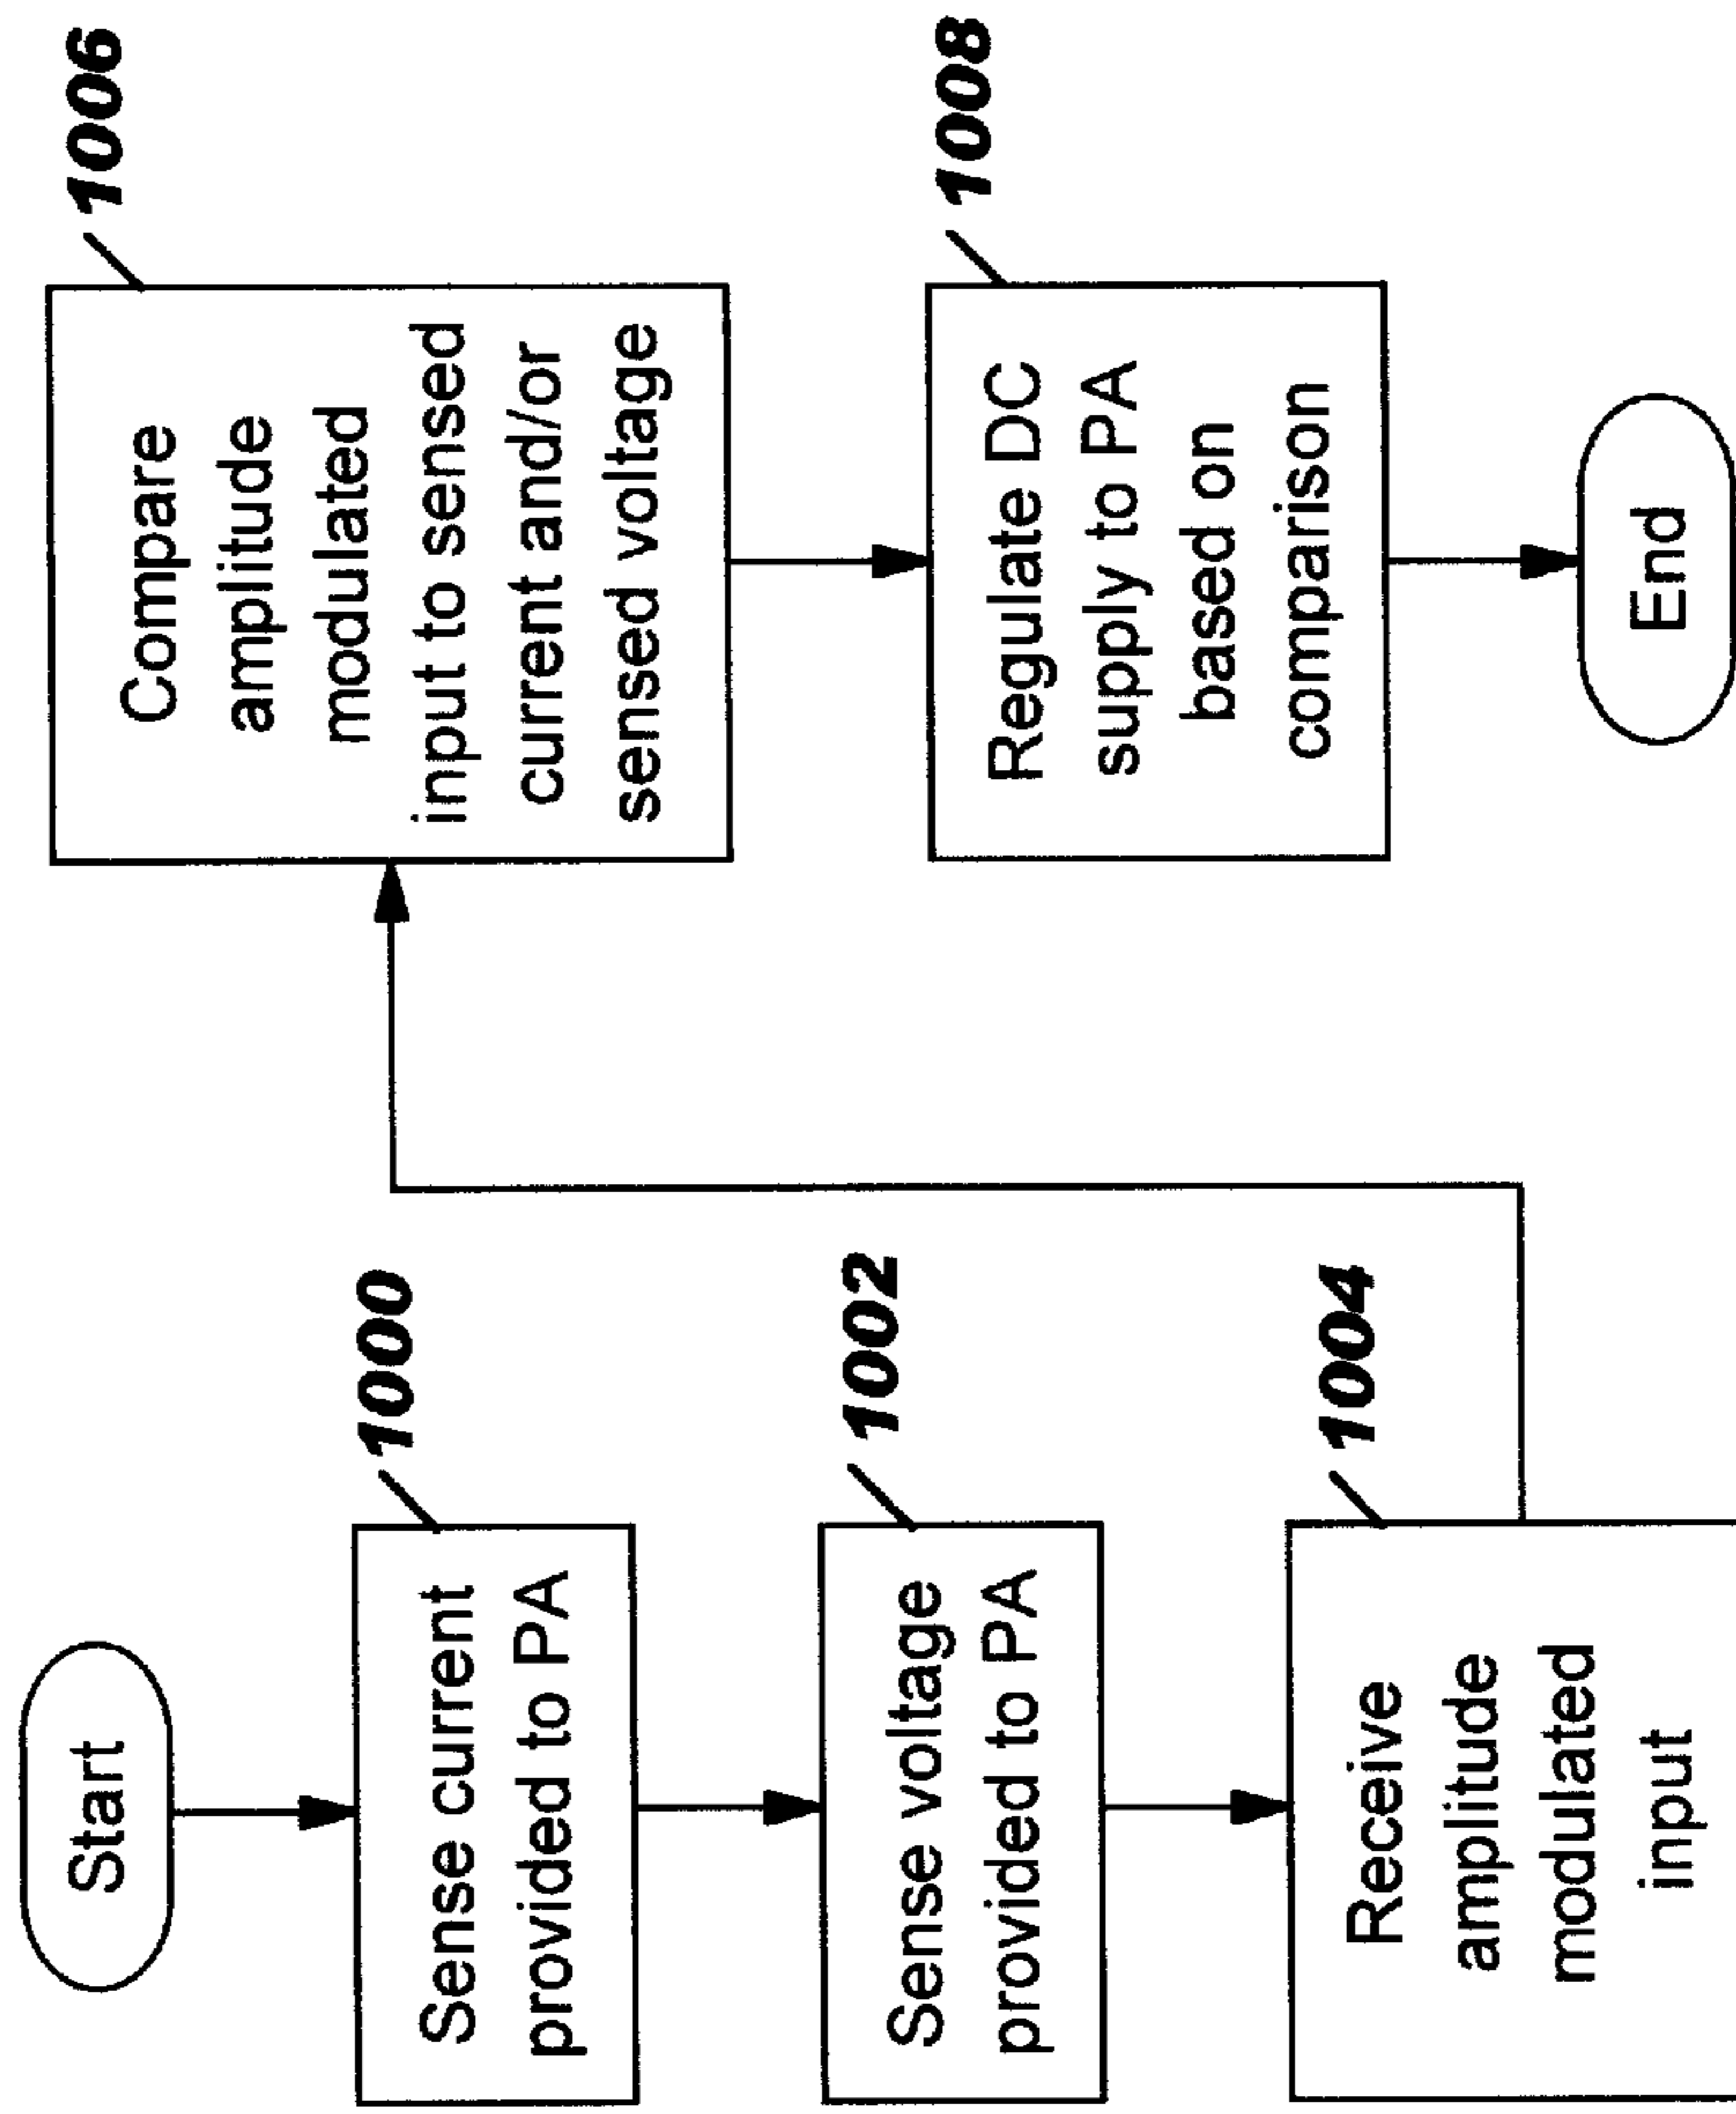 Start
1000
Sense current
provided to PA
1002
Sense voltage
provided to PA
1004
Receive
amplitude
modulated
input
1006
Compare
amplitude
modulated
input to sensed
current and/or
sensed voltage
1008
Regulate DC
supply to PA
based on
comparison
End